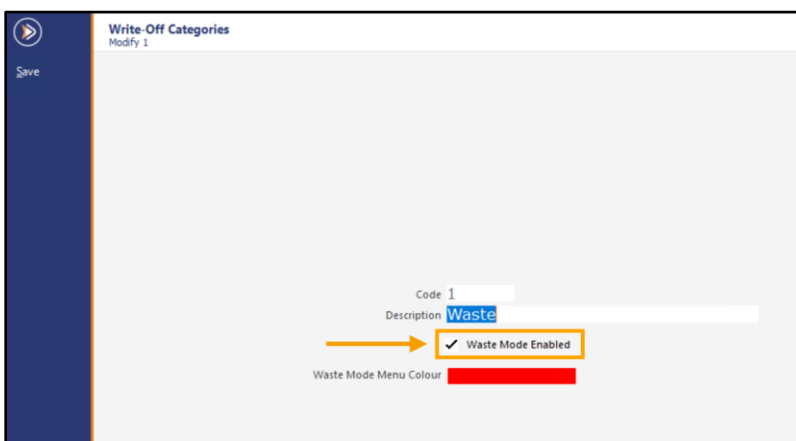 Write-Off Categories
Modify 1
Save
Code 1
Description Waste
Waste Mode Enabled
Waste Mode Menu Colour